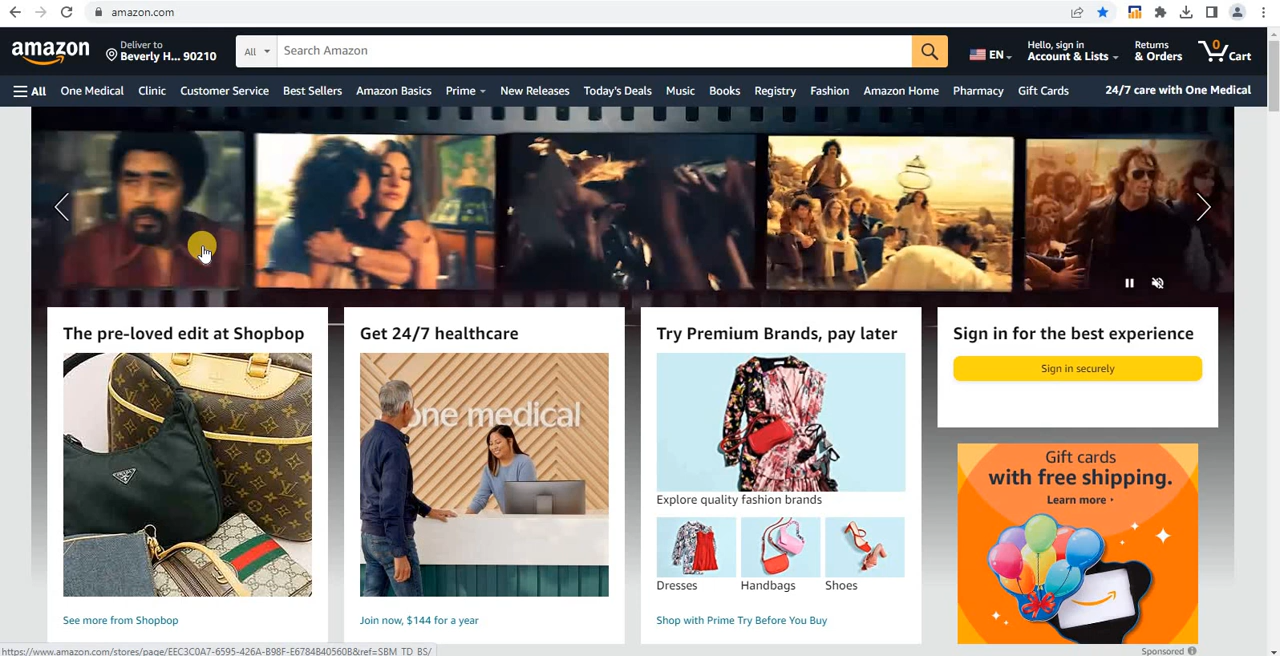 amazon.com
amazon
Deliver to
Beverly H... 90210
All
Search Amazon
EN
Hello, sign in
Account & Lists
Returns
& Orders
0
Cart
All
One Medical
Clinic
Customer Service
Best Sellers
Amazon Basics
Prime
New Releases
Today's Deals
Music
Books
Registry
Fashion
Amazon Home
Pharmacy
Gift Cards
24/7 care with One Medical
The pre-loved edit at Shopbop
See more from Shopbop
Get 24/7 healthcare
one medical
Join now, $144 for a year
Try Premium Brands, pay later
Explore quality fashion brands
Dresses
Handbags
Shoes
Shop with Prime Try Before You Buy
Sign in for the best experience
Sign in securely
Gift cards
with free shipping.
Learn more
Sponsored
https://www.amazon.com/stores/page/EEC3C0A7-6595-426A-B98F-E6784B40560B&ref=SBM_TD_BS/